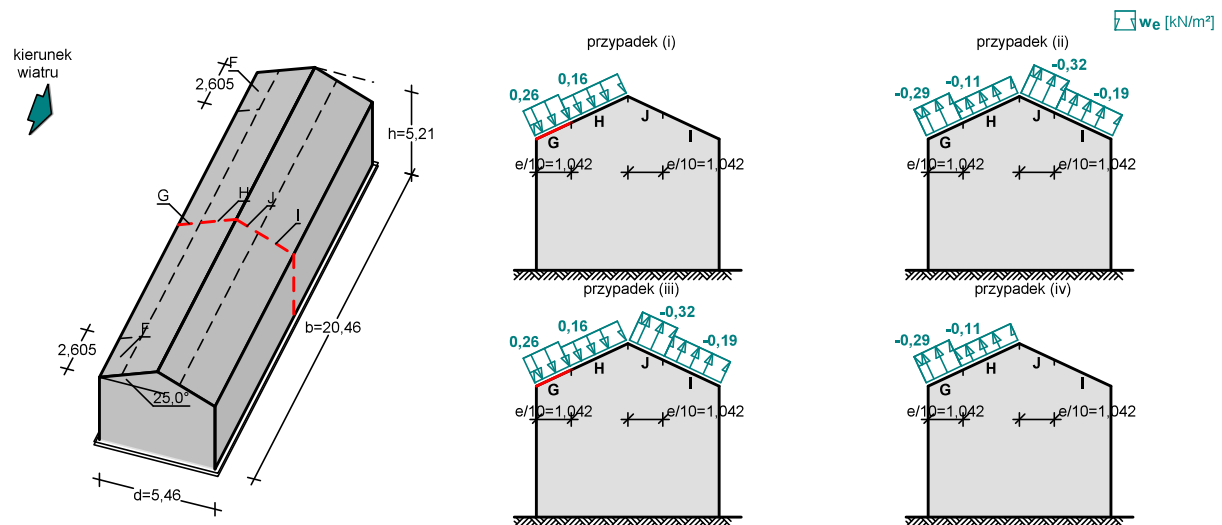 we [kN/m²]
kierunek
wiatru
F
2,605
h=5,21
G
H
J
I
b=20,46
F
2,605
25,0°
d=5,46
przypadek (i)
0,26
0,16
G
H
J
I
e/10=1,042
e/10=1,042
przypadek (ii)
-0,29
-0,11
-0,32
-0,19
G
H
J
I
e/10=1,042
e/10=1,042
przypadek (iii)
0,26
0,16
-0,32
-0,19
G
H
J
I
e/10=1,042
e/10=1,042
przypadek (iv)
-0,29
-0,11
G
H
J
I
e/10=1,042
e/10=1,042